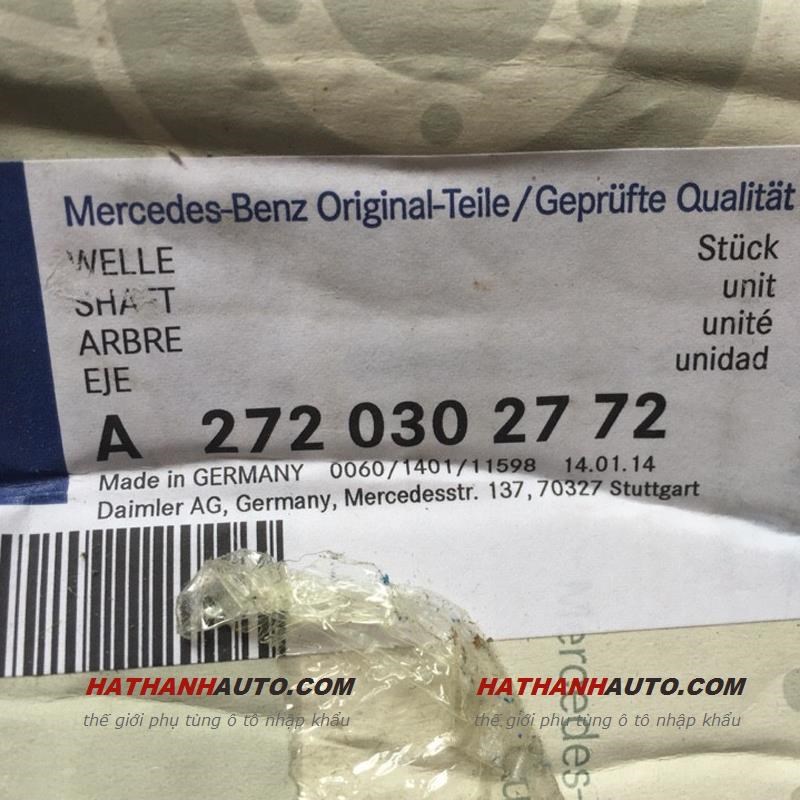 Mercedes-Benz Original-Teile/Geprüfte Qualität
WELLE
SHAFT
ARBRE
EJE
Stück
unit
unité
unidad
A 272 030 27 72
Made in GERMANY 0060/1401/11598 14.01.14
Daimler AG, Germany, Mercedesstr. 137, 70327 Stuttgart
Mercedes-
HATHANHAUTO.COM
thế giới phụ tùng ô tô nhập khẩu
HATHANHAUTO.COM
thế giới phụ tùng ô tô nhập khẩu